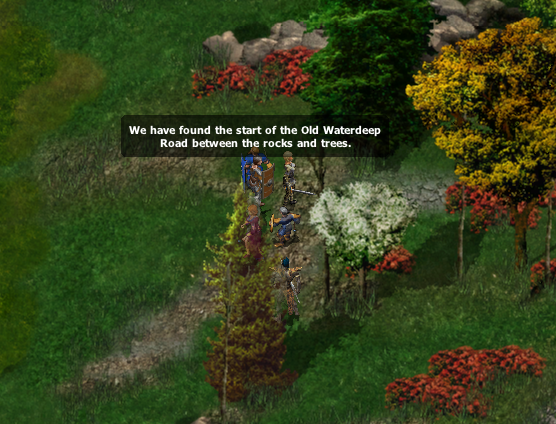 We have found the start of the Old Waterdeep
Road between the rocks and trees.